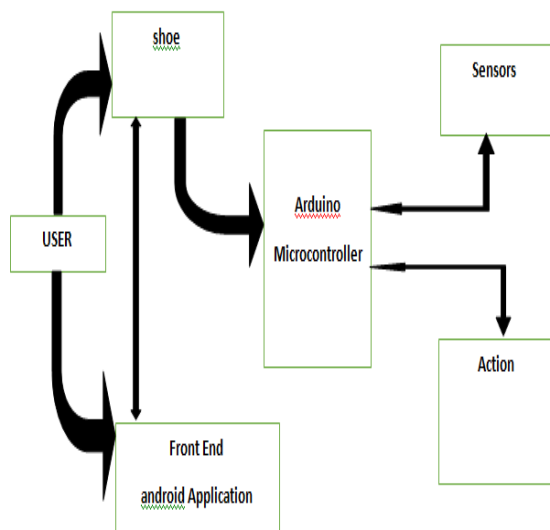 shoe
Sensors
Arduino
Microcontroller
USER
Action
Front End
android Application